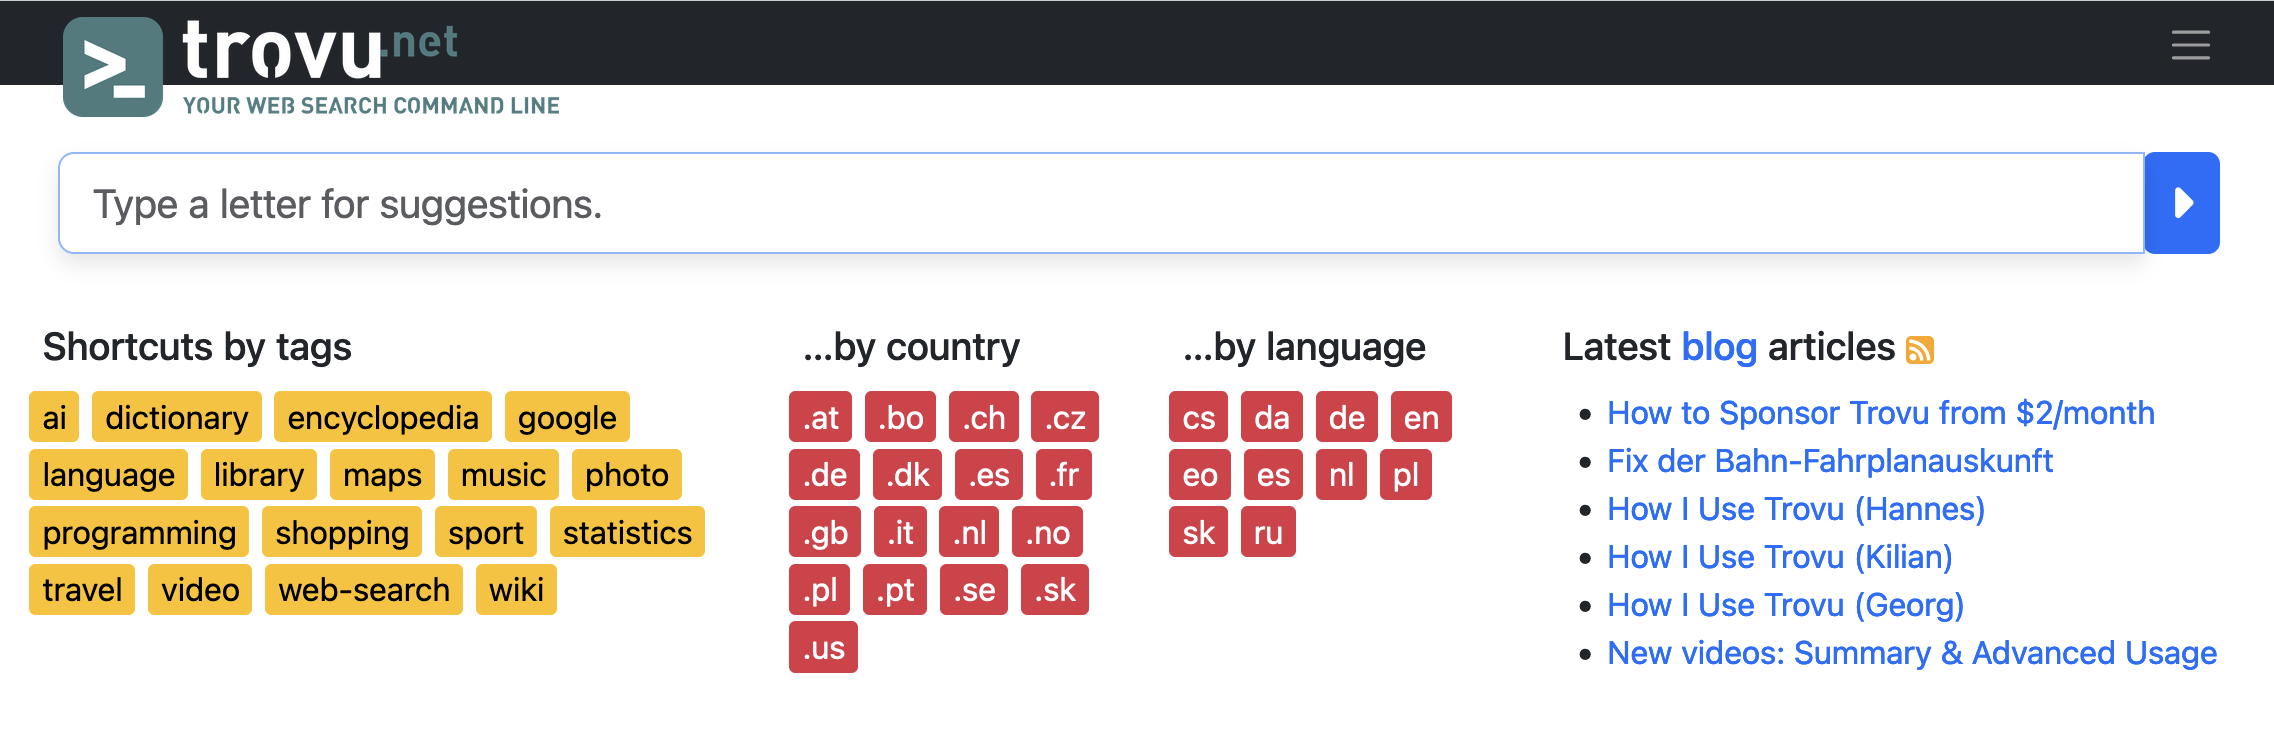 trovu.net
YOUR WEB SEARCH COMMAND LINE
Type a letter for suggestions.
Shortcuts by tags
ai dictionary encyclopedia google
language library maps music photo
programming shopping sport statistics
travel video web-search wiki
...by country
.at .bo .ch .cz
.de .dk .es .fr
.gb .it .nl .no
.pl .pt .se .sk
.us
...by language
cs da de en
eo es nl pl
sk ru
Latest blog articles
How to Sponsor Trovu from $2/month
Fix der Bahn-Fahrplanauskunft
How I Use Trovu (Hannes)
How I Use Trovu (Kilian)
How I Use Trovu (Georg)
New videos: Summary & Advanced Usage